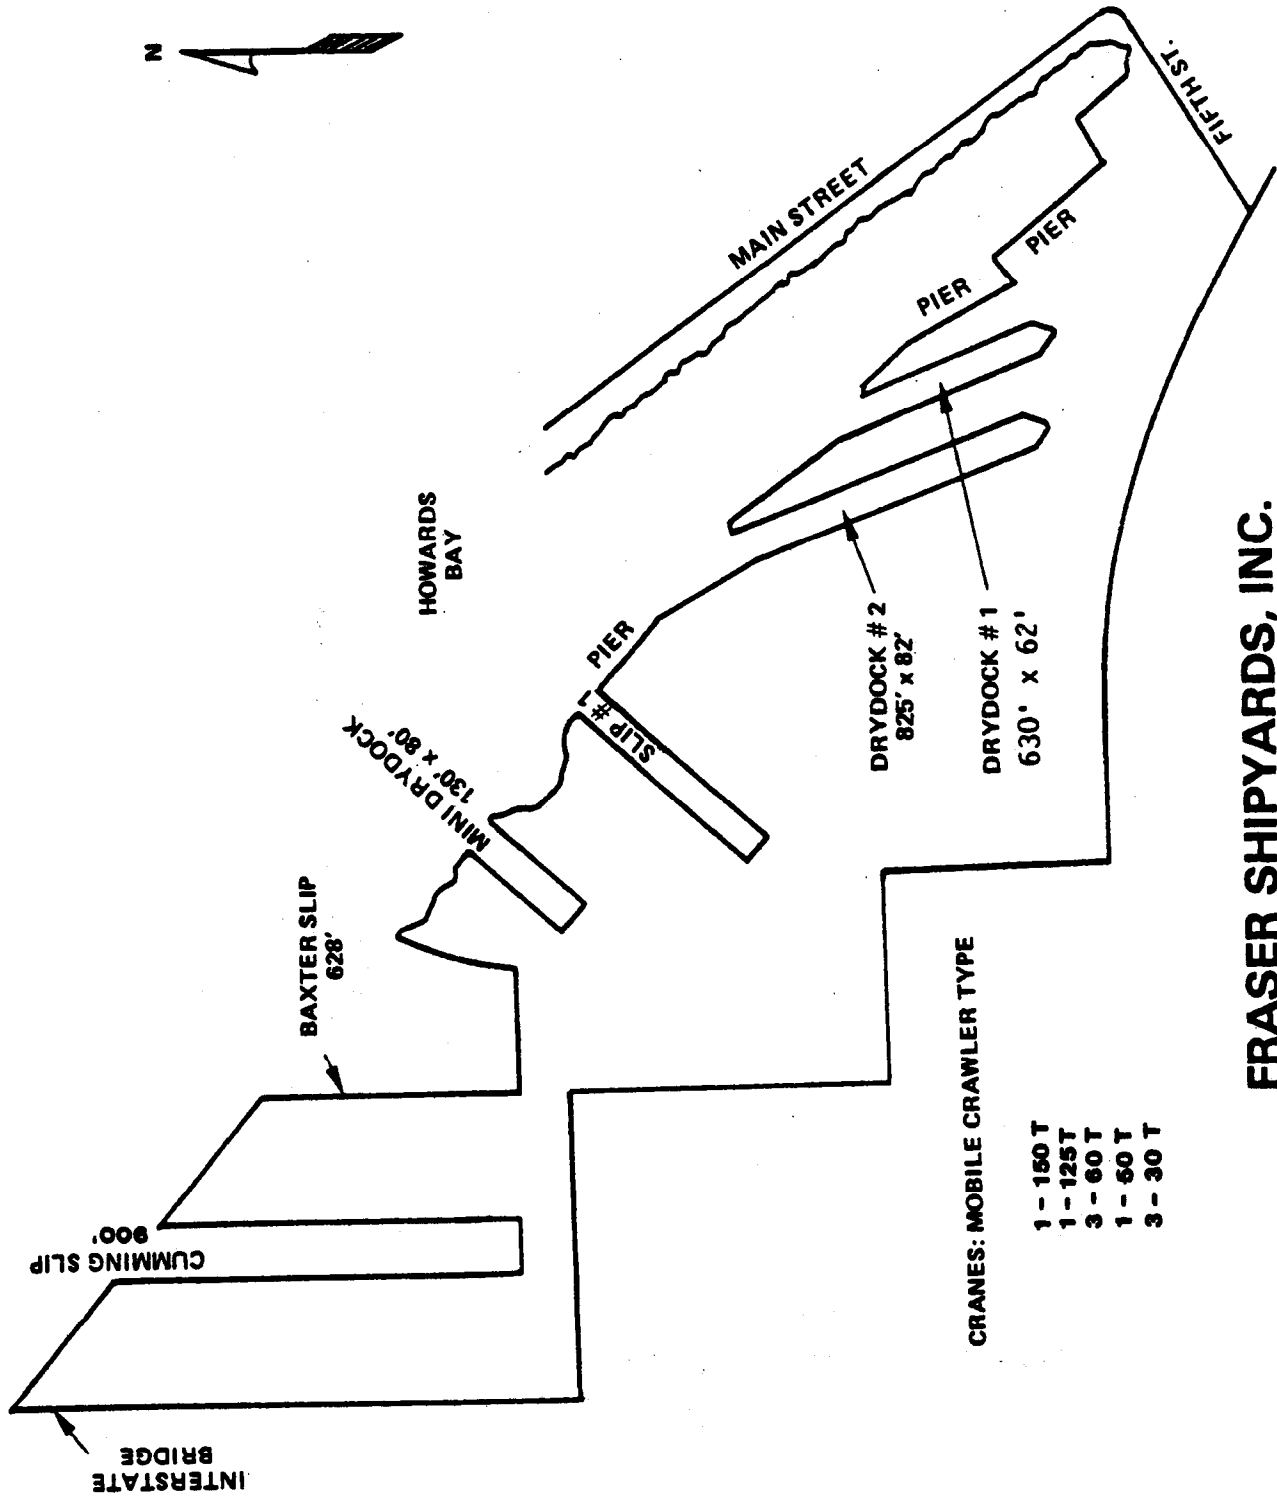 N
MAIN STREET
FIFTH ST.
PIER
PIER
HOWARDS
BAY
PIER
SLIP # 1
MINI DRYDOCK
130' x 80'
DRYDOCK # 2
825' x 82'
DRYDOCK # 1
630' x 62'
BAXTER SLIP
628'
CUMMING SLIP
900'
INTERSTATE
BRIDGE
CRANES: MOBILE CRAWLER TYPE
1 - 150 T
1 - 125 T
3 - 60 T
1 - 50 T
3 - 30 T
FRASER SHIPYARDS, INC.